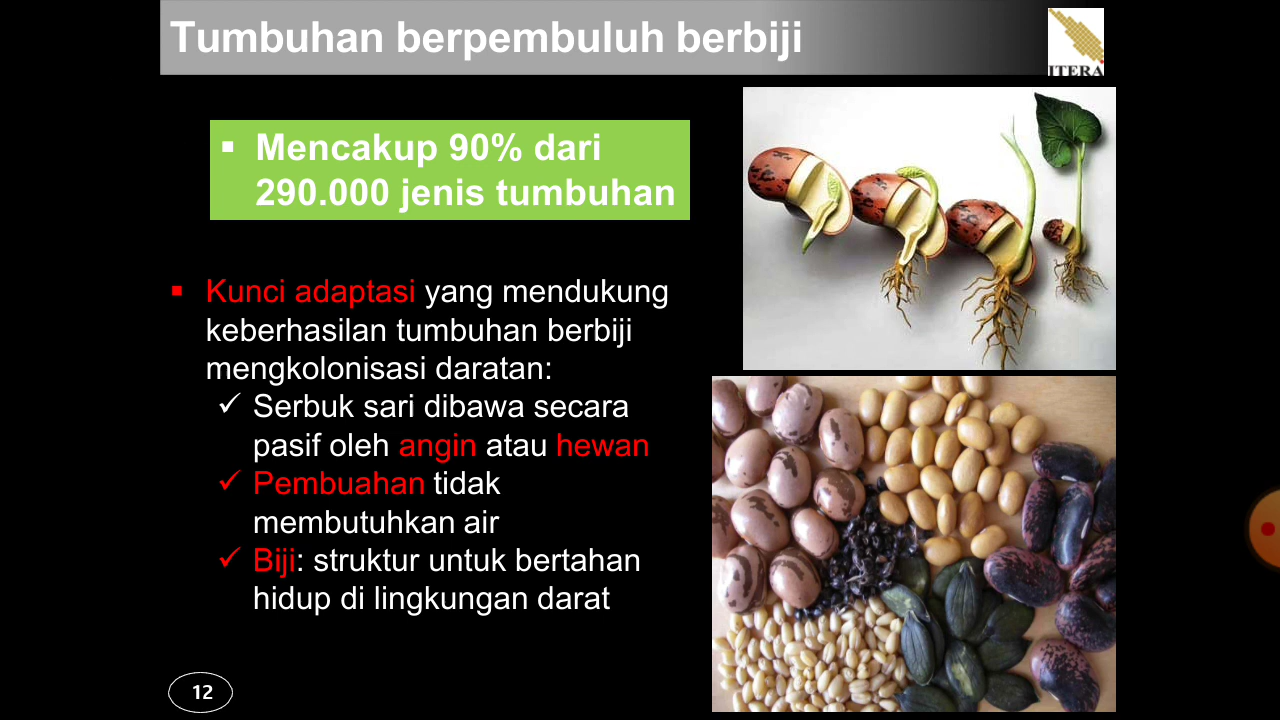 Tumbuhan berpembuluh berbiji
ITERA
Mencakup 90% dari
290.000 jenis tumbuhan
Kunci adaptasi yang mendukung
keberhasilan tumbuhan berbiji
mengkolonisasi daratan:
Serbuk sari dibawa secara
pasif oleh angin atau hewan
Pembuahan tidak
membutuhkan air
Biji: struktur untuk bertahan
hidup di lingkungan darat
12